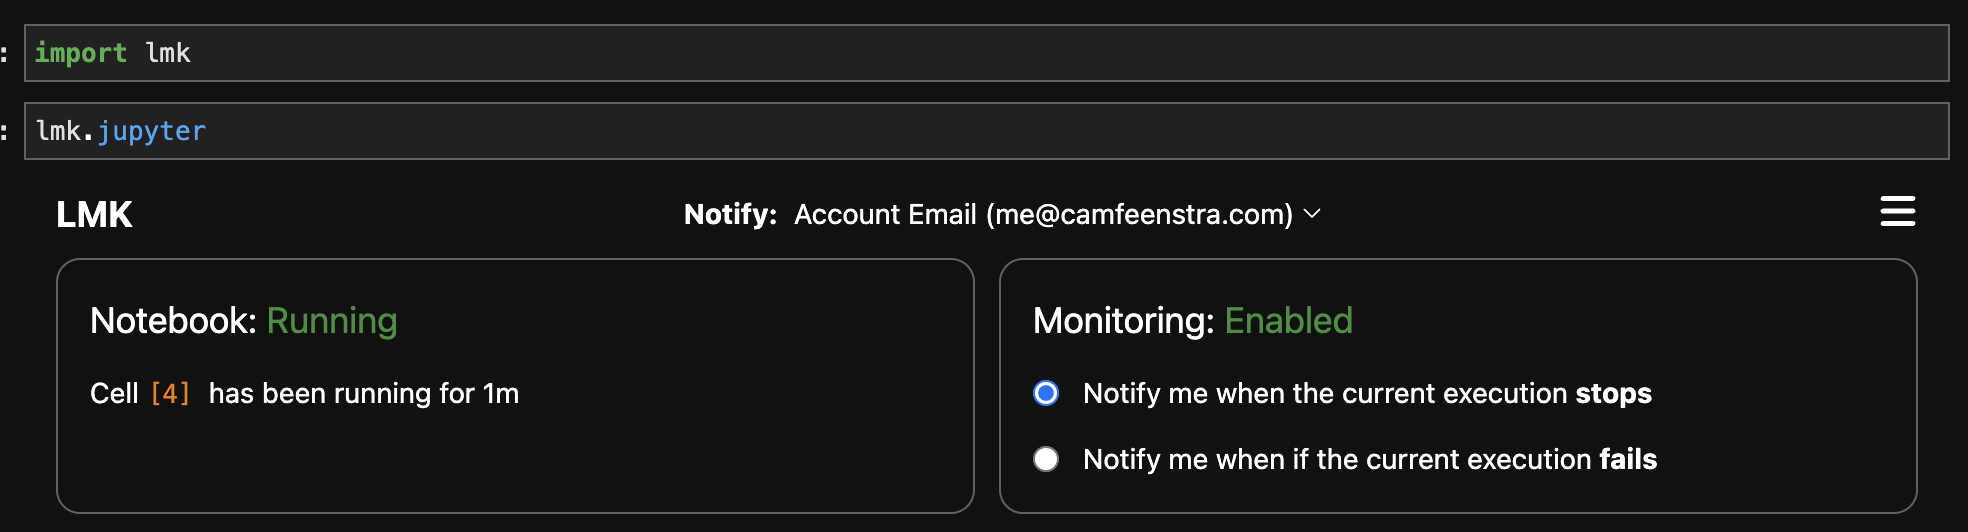 : import lmk
: lmk.jupyter
LMK
Notify: Account Email (me@camfeenstra.com)
Notebook: Running
Cell [4] has been running for 1m
Monitoring: Enabled
Notify me when the current execution stops
Notify me when if the current execution fails